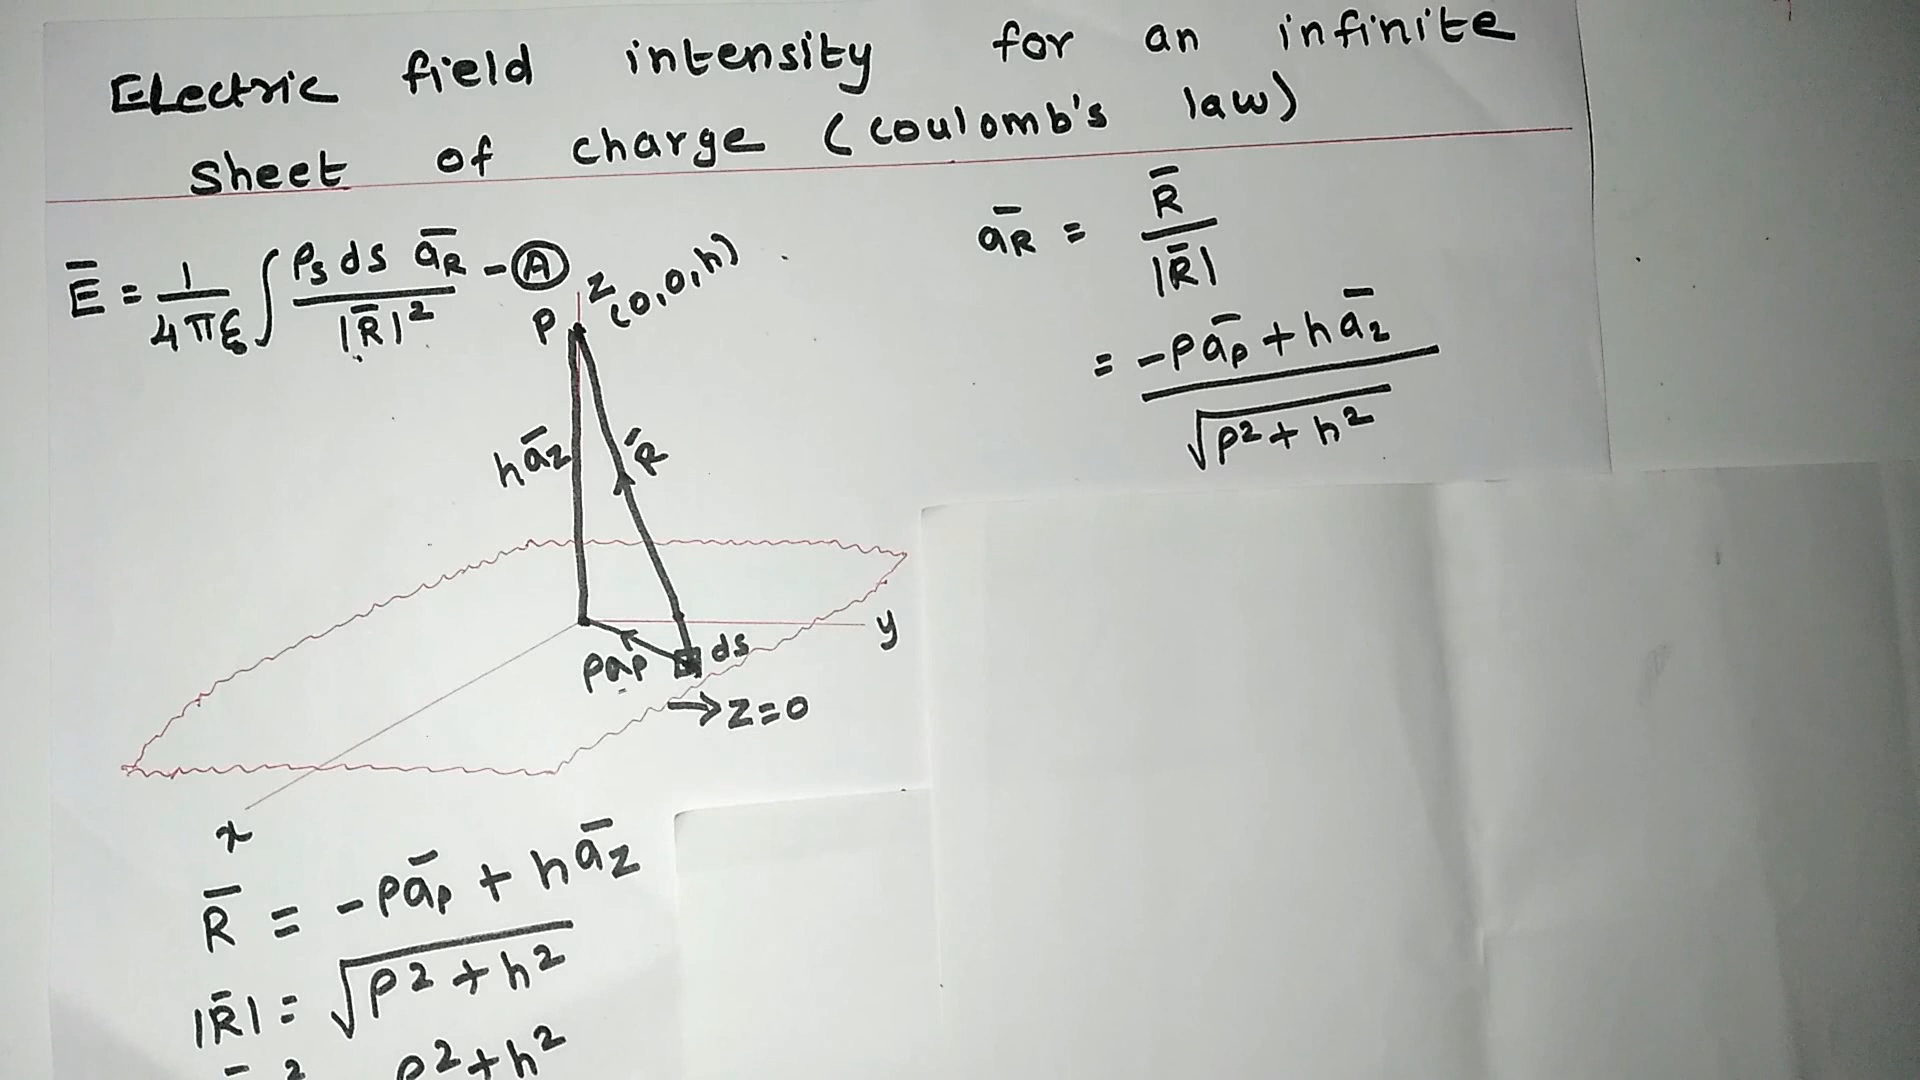 Electric field intensity for an infinite
sheet of charge (coulomb's law)
Ē = 1/4πε ∫ ρs ds āR / |R̄|² - Ⓐ
P
z
(0,0,h)
hāz
R̄
ρaρ
ds
y
→ z=0
x
R̄ = -ρāρ + hāz
|R̄| = √ρ²+h²
ρ²+h²
āR = R̄ / |R̄|
= -ρāρ + hāz / √ρ²+h²